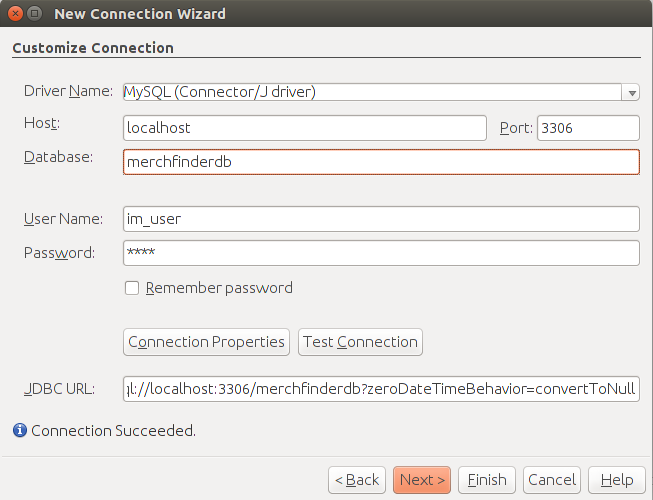 New Connection Wizard
Customize Connection
Driver Name: MySQL (Connector/J driver)
Host: localhost Port: 3306
Database: merchfinderdb
User Name: im_user
Password: ****
Remember password
Connection Properties Test Connection
JDBC URL: ql://localhost:3306/merchfinderdb?zeroDateTimeBehavior=convertToNull
Connection Succeeded.
< Back Next > Finish Cancel Help